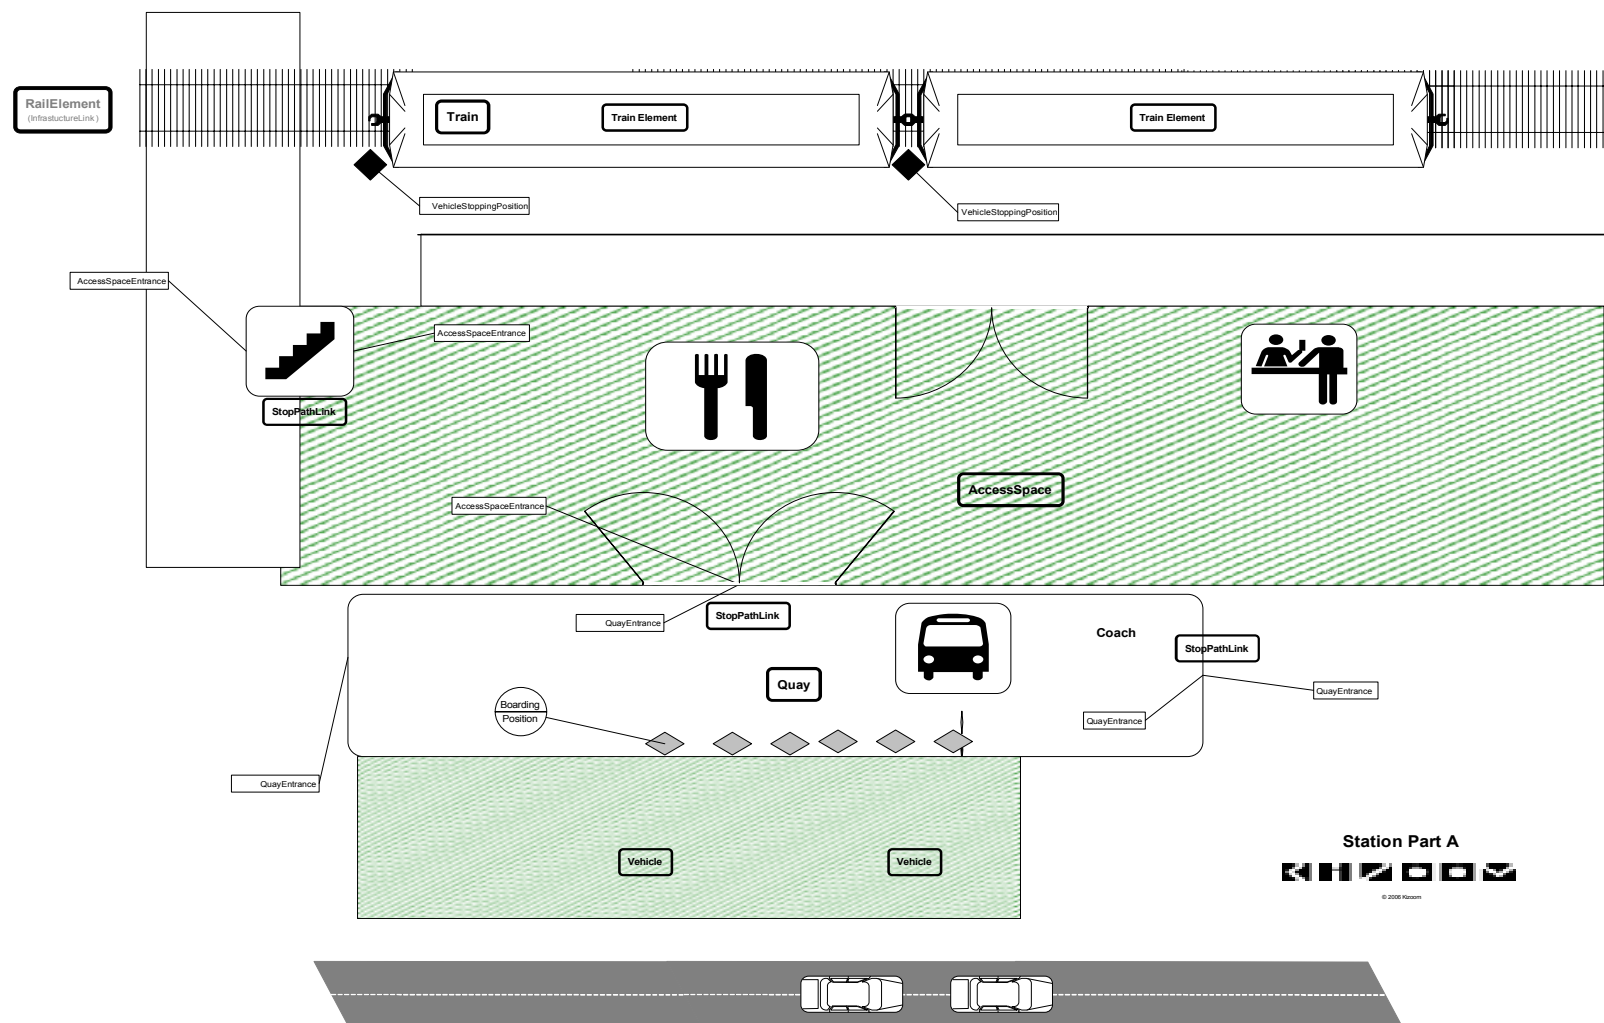 RailElement
(InfrastuctureLink)
Train
Train Element
Train Element
VehicleStoppingPosition
VehicleStoppingPosition
AccessSpaceEntrance
AccessSpaceEntrance
StopPathLink
AccessSpace
AccessSpaceEntrance
StopPathLink
QuayEntrance
Coach
StopPathLink
Quay
QuayEntrance
Boarding
Position
QuayEntrance
QuayEntrance
Station Part A
Vehicle
Vehicle
KIZOOM
© 2006 Kizoom